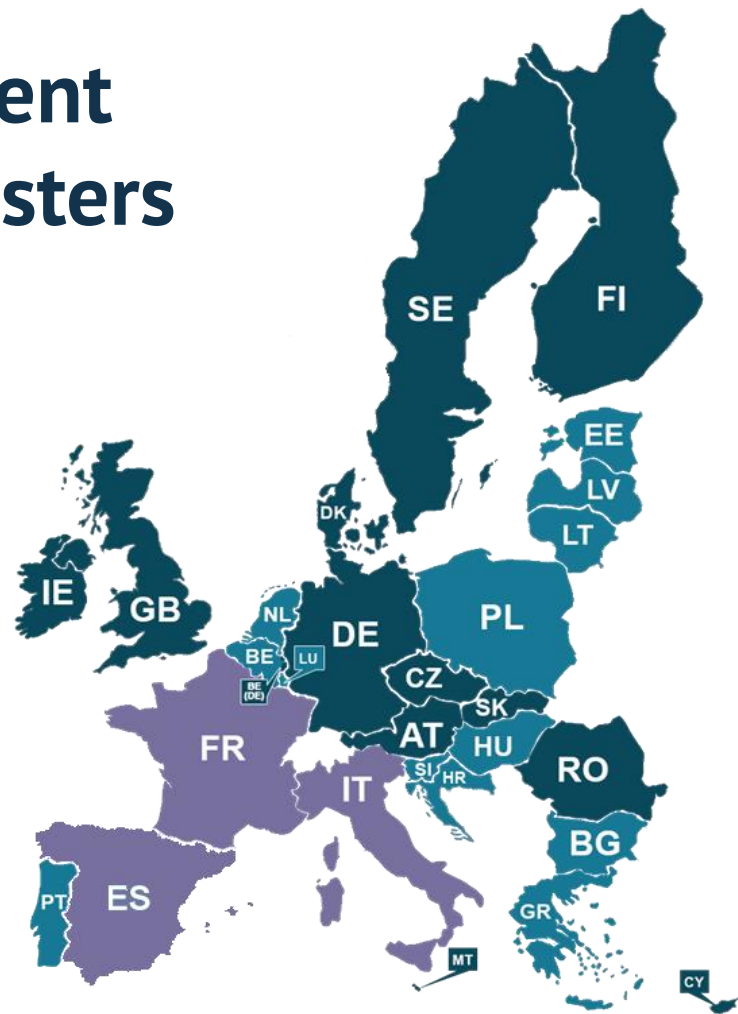 ent
sters
SE
FI
EE
LV
LT
DK
IE
GB
NL
DE
PL
BE
LU
BE
(DE)
CZ
SK
AT
HU
FR
SI
HR
IT
RO
BG
PT
ES
GR
MT
CY